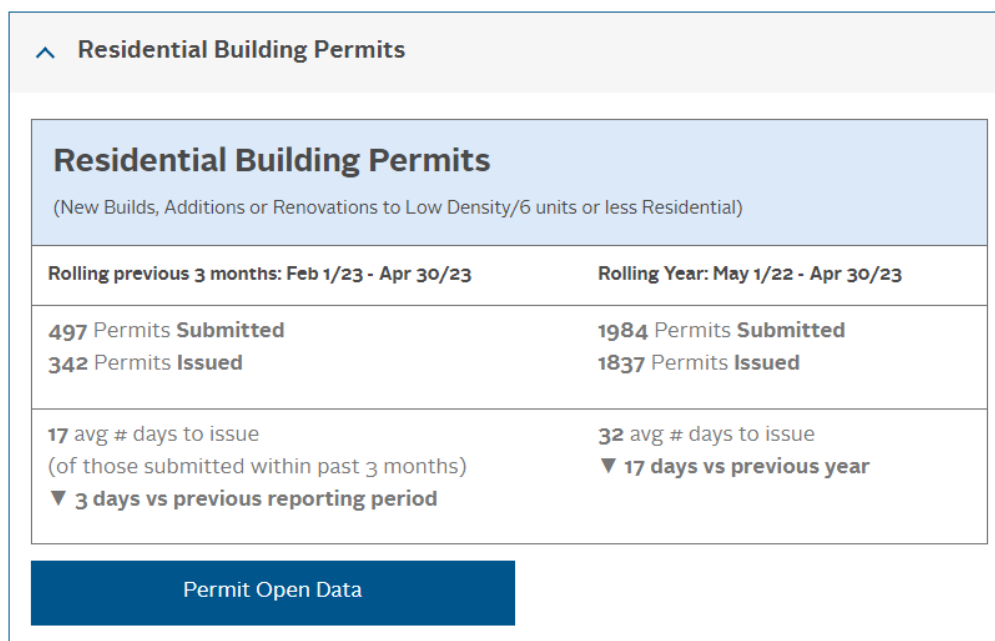 Residential Building Permits
Residential Building Permits
(New Builds, Additions or Renovations to Low Density/6 units or less Residential)
Rolling previous 3 months: Feb 1/23 - Apr 30/23
Rolling Year: May 1/22 - Apr 30/23
497 Permits Submitted
342 Permits Issued
1984 Permits Submitted
1837 Permits Issued
17 avg # days to issue
(of those submitted within past 3 months)
▼ 3 days vs previous reporting period
32 avg # days to issue
▼ 17 days vs previous year
Permit Open Data